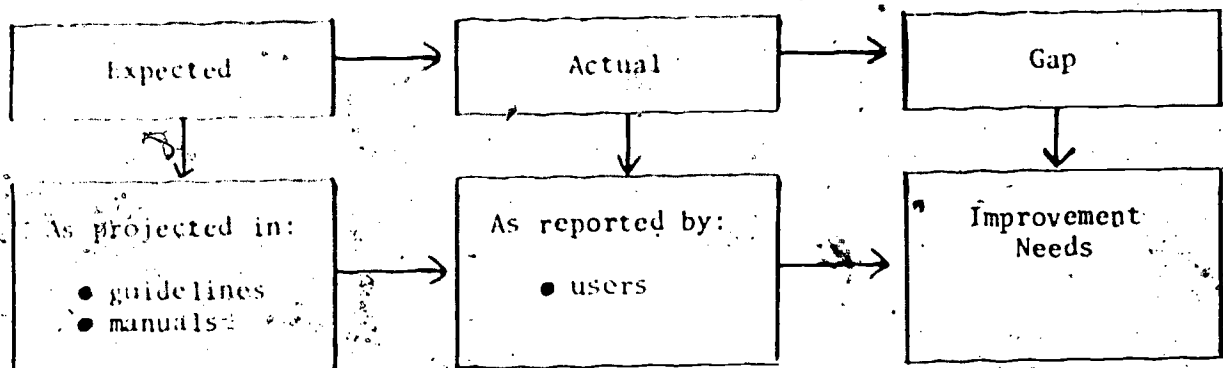 Expected
Actual
Gap
As projected in:
● guidelines
● manuals
As reported by:
● users
Improvement
Needs